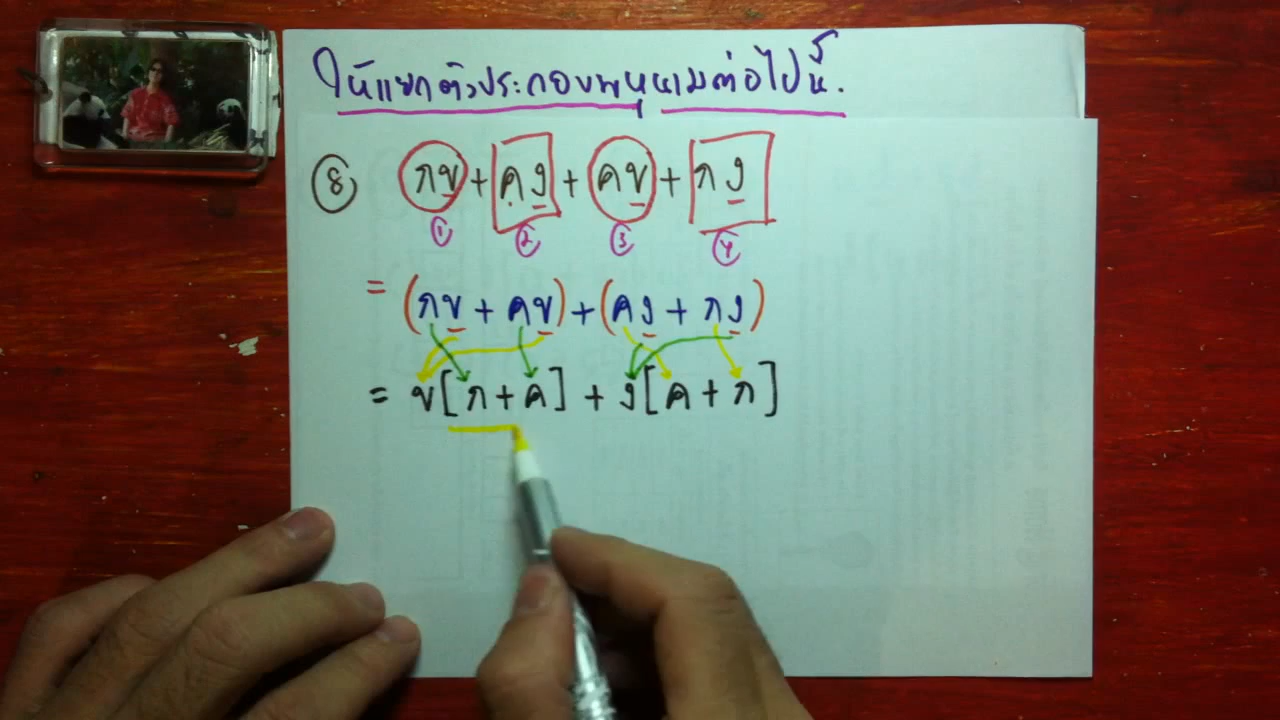 ให้แยกตัวประกอบพหุนามต่อไปนี้.
⑧ กข + คง + คข + กง
① ② ③ ④
= (กข + คข) + (คง + กง)
= ข[ก + ค] + ง[ค + ก]